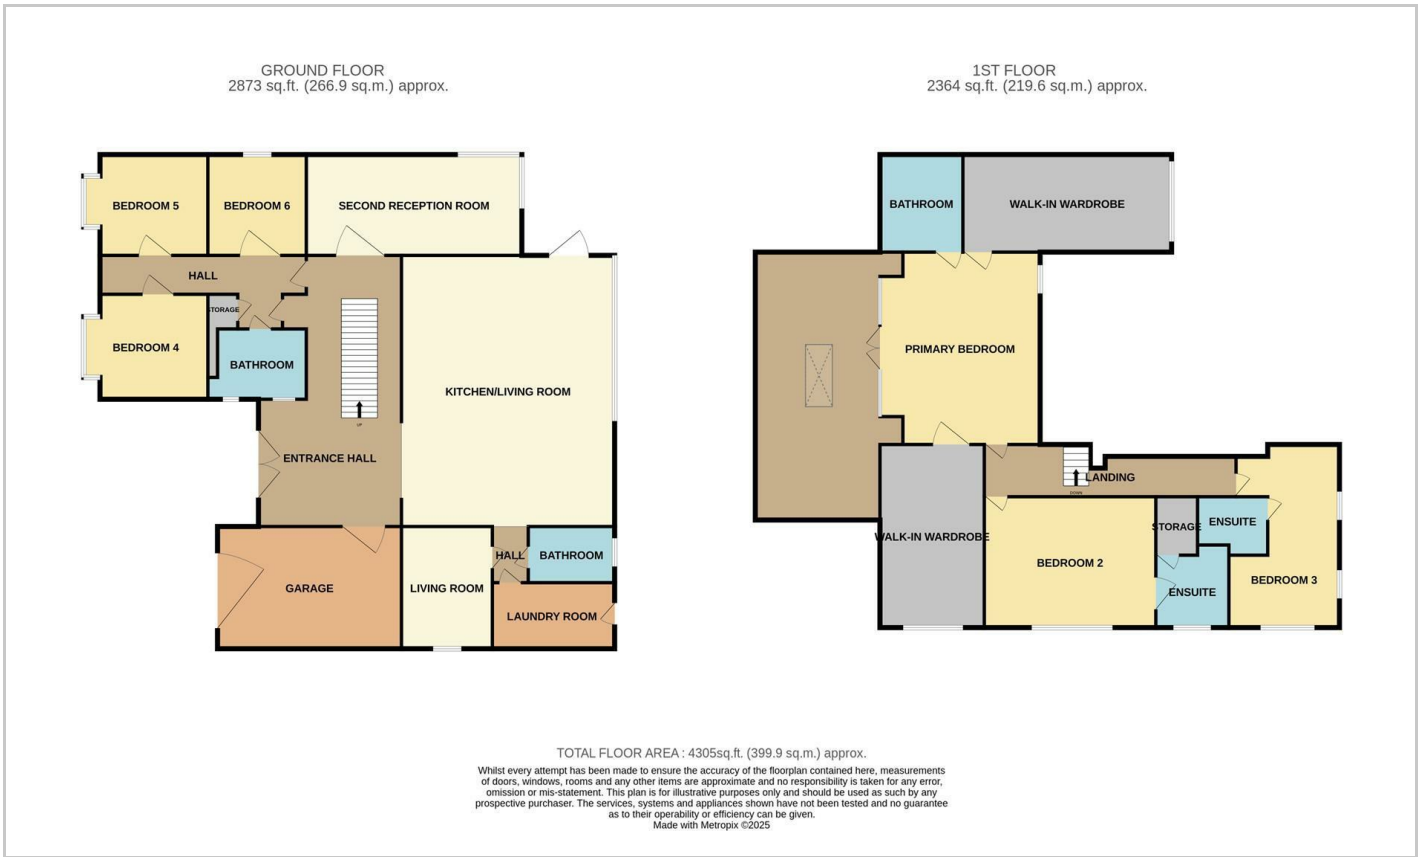 GROUND FLOOR
2873 sq.ft. (266.9 sq.m.) approx.
BEDROOM 5
BEDROOM 6
SECOND RECEPTION ROOM
HALL
STORAGE
BEDROOM 4
BATHROOM
KITCHEN/LIVING ROOM
UP
ENTRANCE HALL
GARAGE
LIVING ROOM
HALL
BATHROOM
LAUNDRY ROOM
1ST FLOOR
2364 sq.ft. (219.6 sq.m.) approx.
BATHROOM
WALK-IN WARDROBE
PRIMARY BEDROOM
LANDING
DOWN
WALK-IN WARDROBE
BEDROOM 2
STORAGE
ENSUITE
ENSUITE
BEDROOM 3
TOTAL FLOOR AREA : 4305sq.ft. (399.9 sq.m.) approx.
Whilst every attempt has been made to ensure the accuracy of the floorplan contained here, measurements
of doors, windows, rooms and any other items are approximate and no responsibility is taken for any error,
omission or mis-statement. This plan is for illustrative purposes only and should be used as such by any
prospective purchaser. The services, systems and appliances shown have not been tested and no guarantee
as to their operability or efficiency can be given.
Made with Metropix ©2025